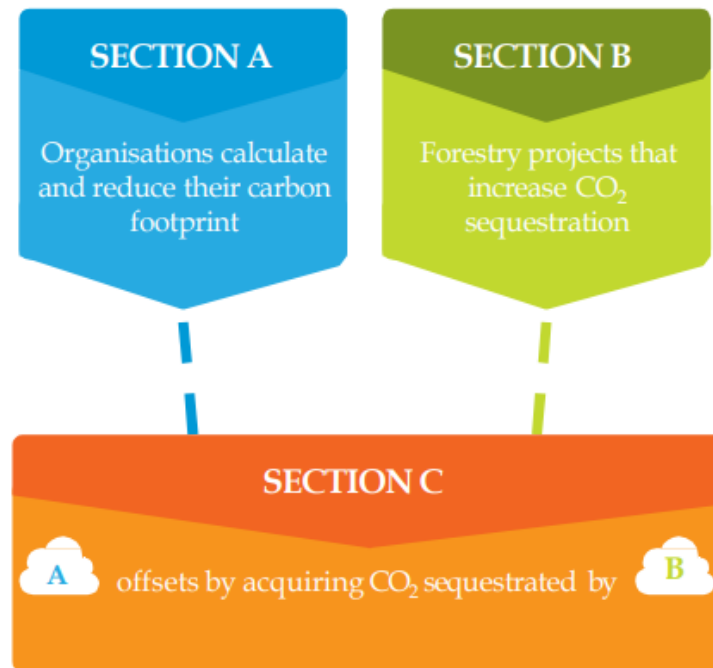 SECTION A
Organisations calculate
and reduce their carbon
footprint
SECTION B
Forestry projects that
increase CO₂
sequestration
SECTION C
A offsets by acquiring CO₂ sequestrated by B